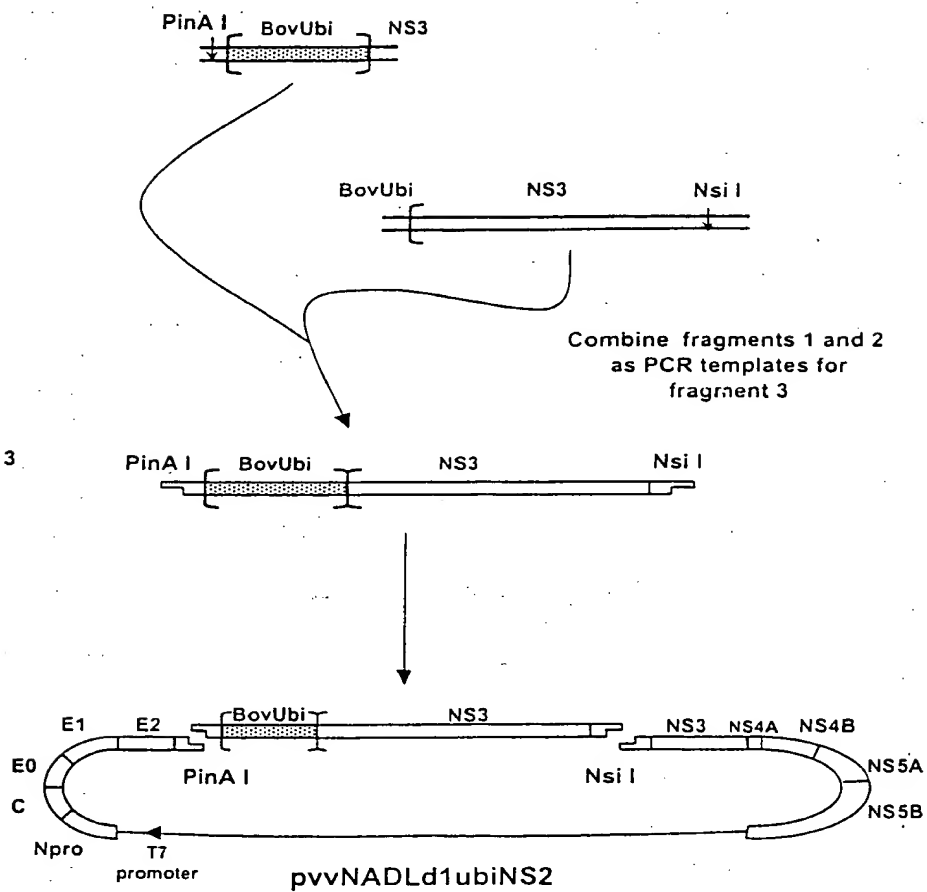 PinA I BovUbi NS3
BovUbi NS3 Nsi I
Combine fragments 1 and 2
as PCR templates for
fragment 3
3
PinA I BovUbi NS3 Nsi I
E1 E2 BovUbi NS3 NS3 NS4A NS4B
E0 PinA I Nsi I NS5A
C NS5B
Npro T7
promoter
pvvNADLd1ubiNS2